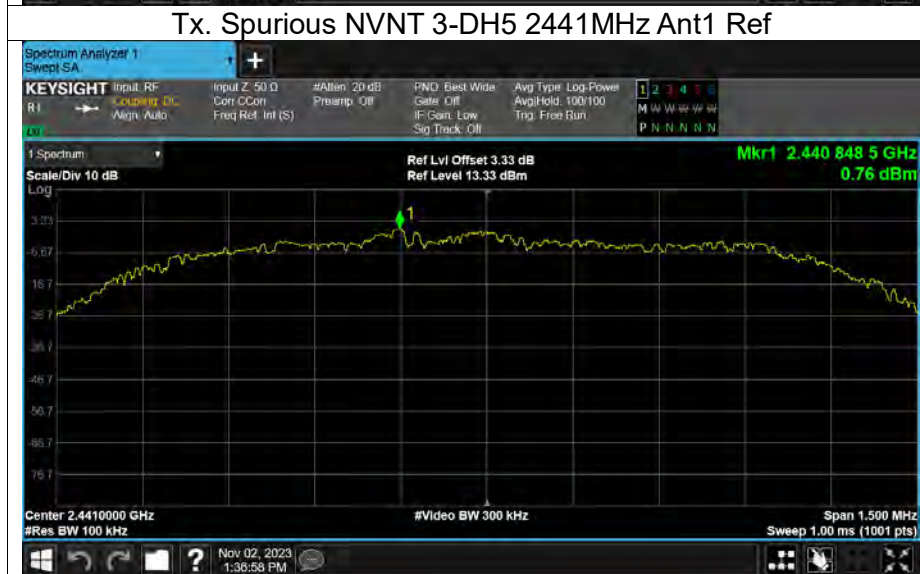 Tx. Spurious NVNT 3-DH5 2441MHz Ant1 Ref
Spectrum Analyzer 1
Swept SA
+
KEYSIGHT Input: RF Input Z: 50 Ω #Atten: 20 dB PNO: Best Wide Avg Type: Log-Power 1 2 3 4 5 6
Coupling: DC Corr CCorr Preamp: Off Gate: Off Avg|Hold: 100/100 M W W W W W
Align: Auto Freq Ref: Int (S) IF Gain: Low Trig: Free Run
Sig Track: Off P N N N N N
1 Spectrum
Ref Lvl Offset 3.33 dB Mkr1 2.440 848 5 GHz
Scale/Div 10 dB Ref Level 13.33 dBm 0.76 dBm
Log
1
3.33
-6.67
-16.7
-26.7
-36.7
-46.7
-56.7
-66.7
-76.7
Center 2.4410000 GHz #Video BW 300 kHz Span 1.500 MHz
#Res BW 100 kHz Sweep 1.00 ms (1001 pts)
? Nov 02, 2023
1:36:58 PM